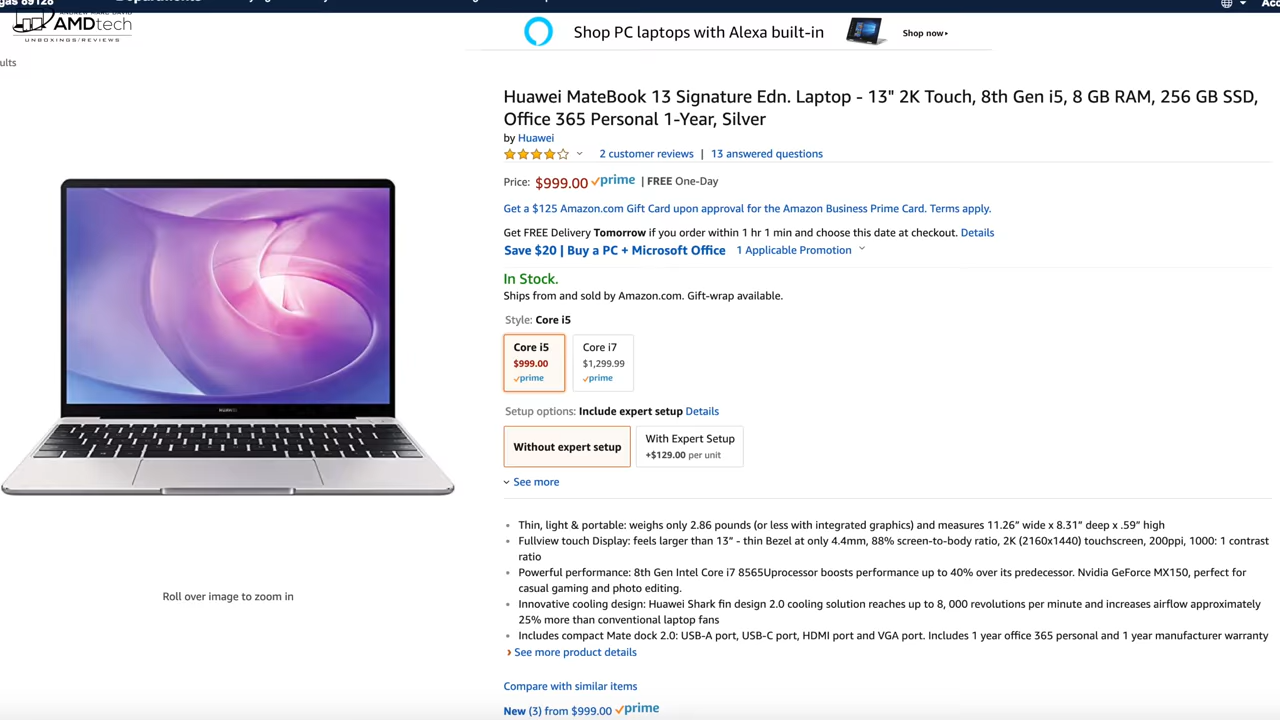 gas 89128
Departments
AMDtech
UNBOXINGS/REVIEWS
Shop PC laptops with Alexa built-in
Shop now▸
ults
Huawei MateBook 13 Signature Edn. Laptop - 13" 2K Touch, 8th Gen i5, 8 GB RAM, 256 GB SSD,
Office 365 Personal 1-Year, Silver
by Huawei
2 customer reviews | 13 answered questions
Price: $999.00 prime | FREE One-Day
Get a $125 Amazon.com Gift Card upon approval for the Amazon Business Prime Card. Terms apply.
Get FREE Delivery Tomorrow if you order within 1 hr 1 min and choose this date at checkout. Details
Save $20 | Buy a PC + Microsoft Office 1 Applicable Promotion
In Stock.
Ships from and sold by Amazon.com. Gift-wrap available.
Style: Core i5
Core i5 Core i7
$999.00 $1,299.99
prime prime
Setup options: Include expert setup Details
Without expert setup
With Expert Setup
+$129.00 per unit
See more
• Thin, light & portable: weighs only 2.86 pounds (or less with integrated graphics) and measures 11.26” wide x 8.31” deep x .59” high
• Fullview touch Display: feels larger than 13” - thin Bezel at only 4.4mm, 88% screen-to-body ratio, 2K (2160x1440) touchscreen, 200ppi, 1000: 1 contrast
ratio
• Powerful performance: 8th Gen Intel Core i7 8565Uprocessor boosts performance up to 40% over its predecessor. Nvidia GeForce MX150, perfect for
casual gaming and photo editing.
• Innovative cooling design: Huawei Shark fin design 2.0 cooling solution reaches up to 8, 000 revolutions per minute and increases airflow approximately
25% more than conventional laptop fans
• Includes compact Mate dock 2.0: USB-A port, USB-C port, HDMI port and VGA port. Includes 1 year office 365 personal and 1 year manufacturer warranty
› See more product details
Roll over image to zoom in
Compare with similar items
New (3) from $999.00 prime